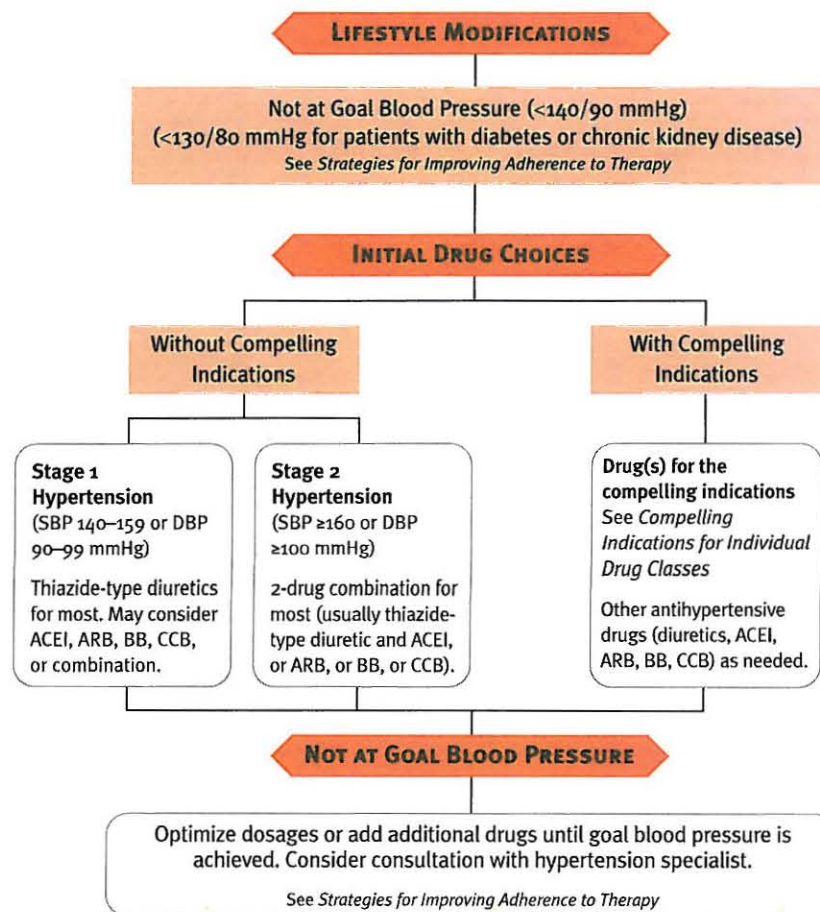 LIFESTYLE MODIFICATIONS
Not at Goal Blood Pressure (<140/90 mmHg)
(<130/80 mmHg for patients with diabetes or chronic kidney disease)
See Strategies for Improving Adherence to Therapy
INITIAL DRUG CHOICES
Without Compelling
Indications
With Compelling
Indications
Stage 1
Hypertension
(SBP 140–159 or DBP
90–99 mmHg)
Thiazide-type diuretics
for most. May consider
ACEI, ARB, BB, CCB,
or combination.
Stage 2
Hypertension
(SBP ≥160 or DBP
≥100 mmHg)
2-drug combination for
most (usually thiazide-
type diuretic and ACEI,
or ARB, or BB, or CCB).
Drug(s) for the
compelling indications
See Compelling
Indications for Individual
Drug Classes
Other antihypertensive
drugs (diuretics, ACEI,
ARB, BB, CCB) as needed.
NOT AT GOAL BLOOD PRESSURE
Optimize dosages or add additional drugs until goal blood pressure is
achieved. Consider consultation with hypertension specialist.
See Strategies for Improving Adherence to Therapy